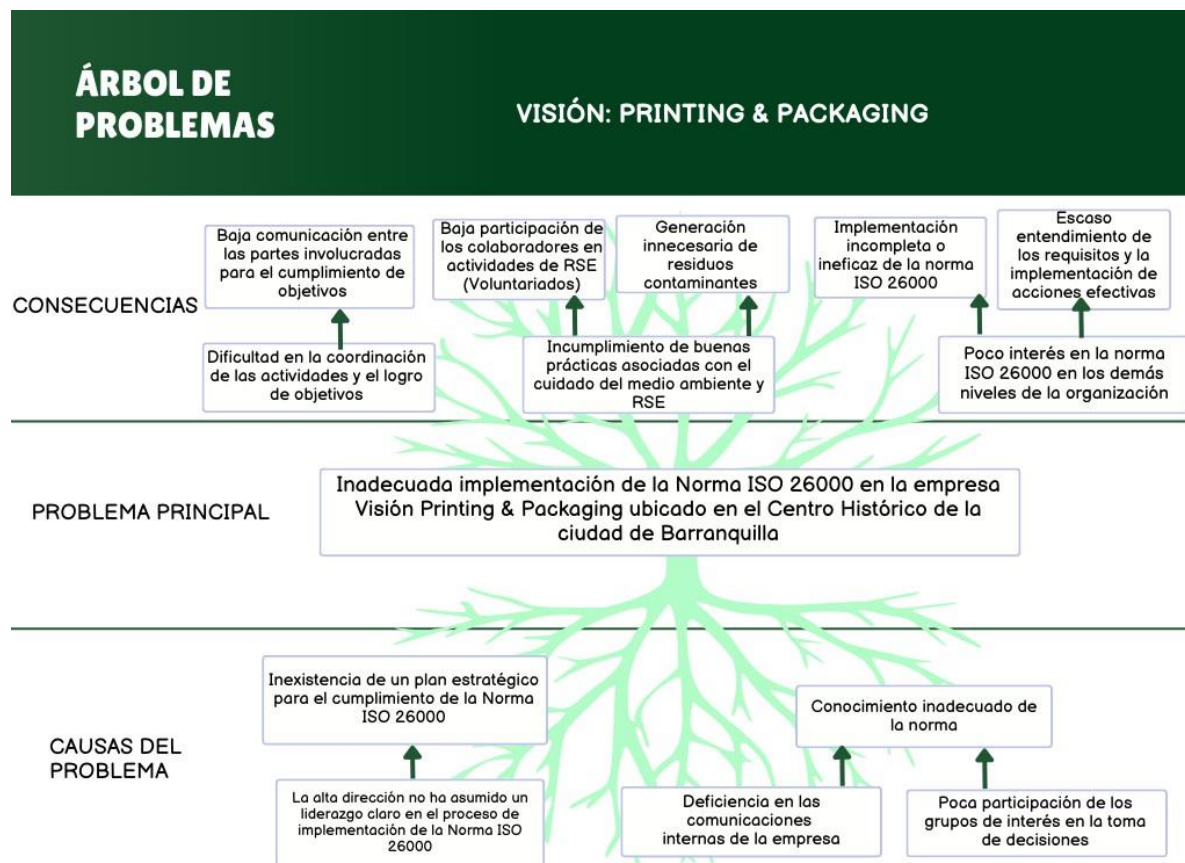 ÁRBOL DE
PROBLEMAS
VISIÓN: PRINTING & PACKAGING
CONSECUENCIAS
Baja comunicación entre
las partes involucradas
para el cumplimiento de
objetivos
Baja participación de
los colaboradores en
actividades de RSE
(Voluntariados)
Generación
innecesaria de
residuos
contaminantes
Implementación
incompleta o
ineficaz de la norma
ISO 26000
Escaso
entendimiento de
los requisitos y la
implementación de
acciones efectivas
Dificultad en la coordinación
de las actividades y el logro
de objetivos
Incumplimiento de buenas
prácticas asociadas con el
cuidado del medio ambiente y
RSE
Poco interés en la norma
ISO 26000 en los demás
niveles de la organización
PROBLEMA PRINCIPAL
Inadecuada implementación de la Norma ISO 26000 en la empresa
Visión Printing & Packaging ubicado en el Centro Histórico de la
ciudad de Barranquilla
CAUSAS DEL
PROBLEMA
Inexistencia de un plan estratégico
para el cumplimiento de la Norma
ISO 26000
Conocimiento inadecuado de
la norma
La alta dirección no ha asumido un
liderazgo claro en el proceso de
implementación de la Norma ISO
26000
Deficiencia en las
comunicaciones
internas de la empresa
Poca participación de los
grupos de interés en la toma
de decisiones